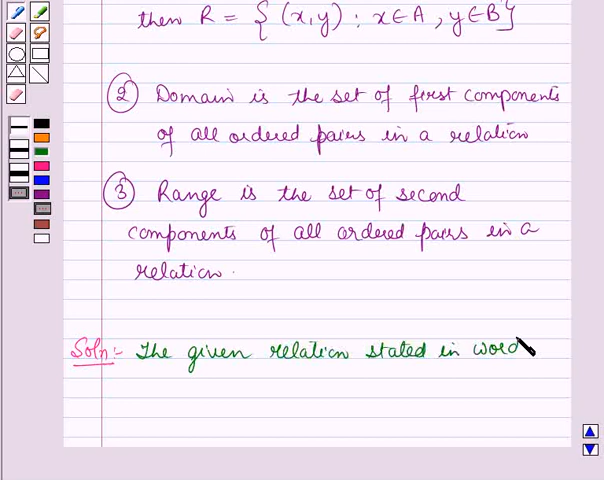 then R = { (x,y) : x∈A , y∈B }
② Domain is the set of first components
of all ordered pairs in a relation
③ Range is the set of second
components of all ordered pairs in a
relation.
Soln:- The given relation stated in word